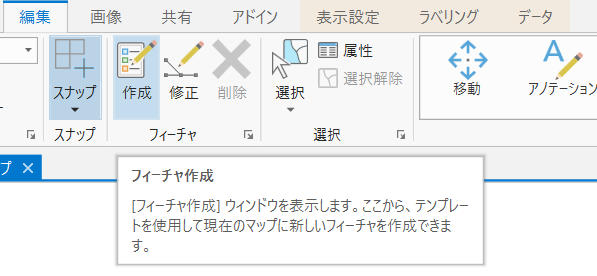 編集 画像 共有 アドイン 表示設定 ラベリング データ
スナップ 作成 修正 削除 選択 属性 選択解除 移動 アノテーション
スナップ フィーチャ 選択
プ ×
フィーチャ作成
[フィーチャ作成] ウィンドウを表示します。ここから、テンプレー
トを使用して現在のマップに新しいフィーチャを作成できま
す。